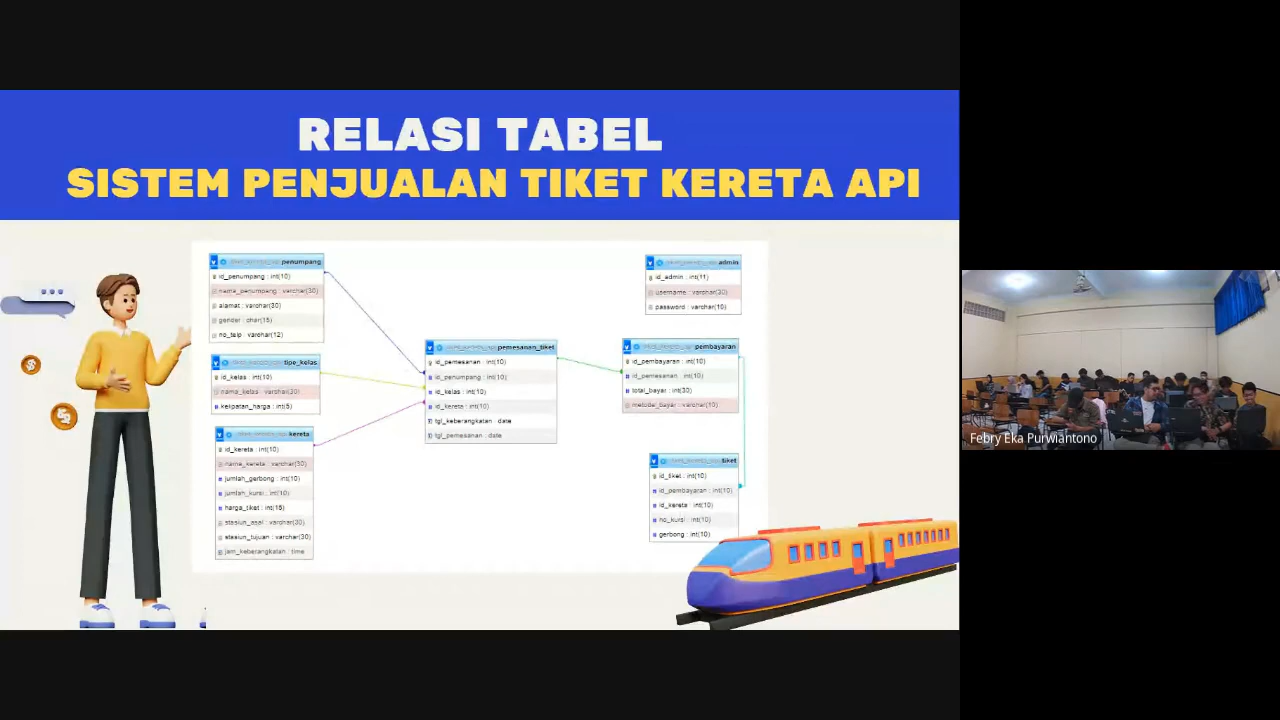 RELASI TABEL
SISTEM PENJUALAN TIKET KERETA API
penumpang
id_penumpang : int(10)
nama_penumpang : varchar(30)
alamat : varchar(30)
gender : char(15)
no_telp : varchar(12)
tipe_kelas
id_kelas : int(10)
nama_kelas : varchar(30)
kekpatan_harga : int(5)
kereta
id_kereta : int(10)
nama_kereta : varchar(30)
jumlah_gerbong : int(10)
jumlah_kursi : int(10)
harga_tiket : int(15)
stasiun_asal : varchar(30)
stasiun_tujuan : varchar(30)
jam_keberangkatan : time
pemesanan_tiket
id_pemesanan : int(10)
id_penumpang : int(10)
id_kelas : int(10)
id_kereta : int(10)
tgl_keberangkatan : date
tgl_pemesanan : date
admin
id_admin : int(11)
username : varchar(30)
password : varchar(10)
pembayaran
id_pembayaran : int(10)
id_pemesanan : int(10)
total_bayar : int(30)
metode_bayar : varchar(10)
tiket
id_tiket : int(10)
id_pembayaran : int(10)
id_kereta : int(10)
no_kursi : int(10)
gerbong : int(10)
Febry Eka Purwiantono